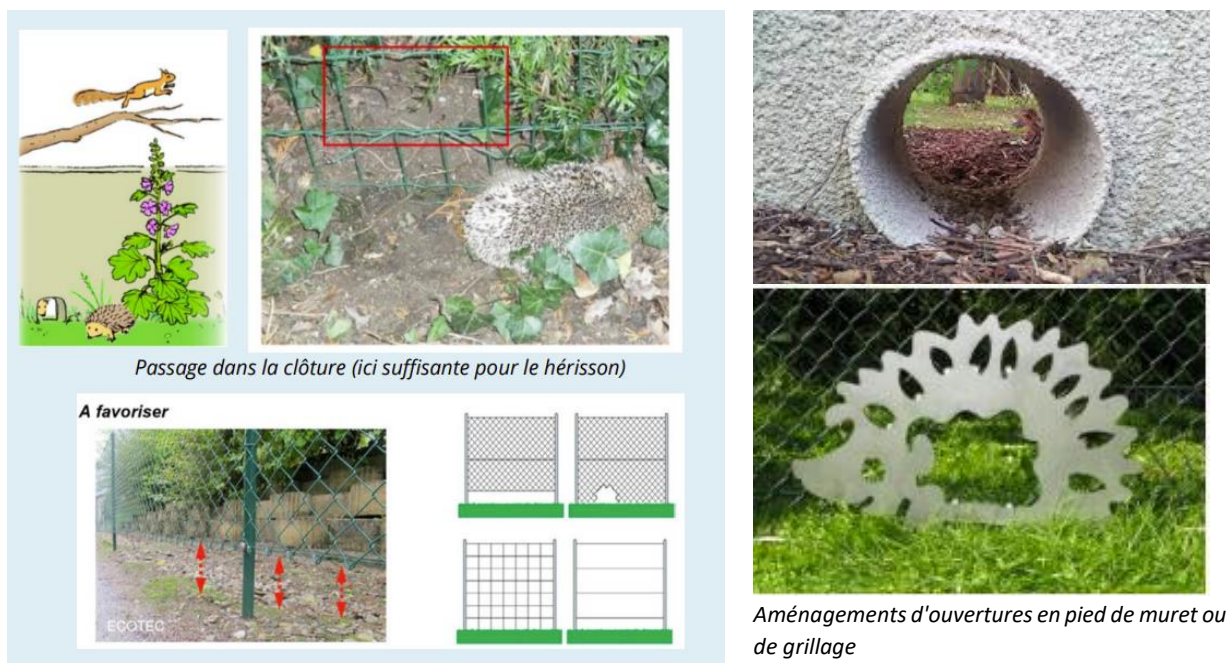 Passage dans la clôture (ici suffisante pour le hérisson)
A favoriser
ECOTEC
Aménagements d'ouvertures en pied de muret ou
de grillage